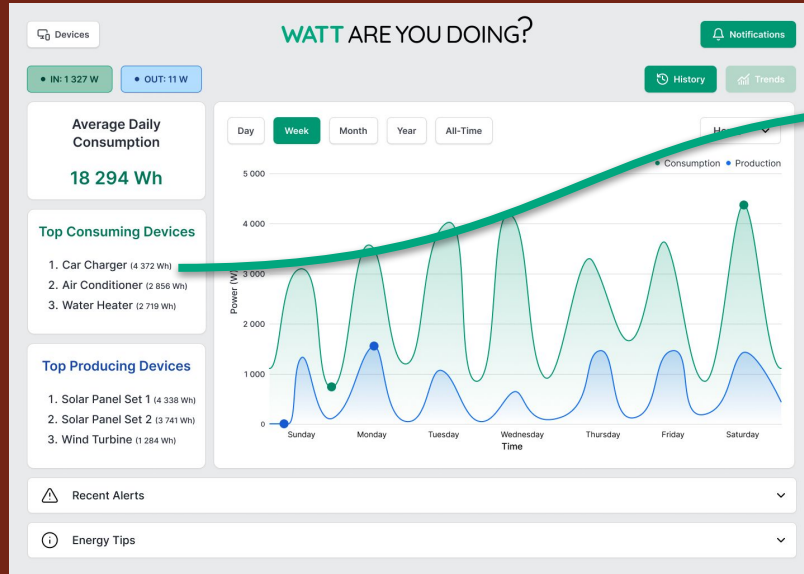 Devices
WATT ARE YOU DOING?
Notifications
IN: 1 327 W
OUT: 11 W
History
Trends
Average Daily
Consumption
18 294 Wh
Top Consuming Devices
1. Car Charger (4 372 Wh)
2. Air Conditioner (2 856 Wh)
3. Water Heater (2 719 Wh)
Top Producing Devices
1. Solar Panel Set 1 (4 338 Wh)
2. Solar Panel Set 2 (3 741 Wh)
3. Wind Turbine (1 284 Wh)
Day
Week
Month
Year
All-Time
Consumption
Production
5 000
4 000
3 000
2 000
1 000
0
Power (W)
Sunday
Monday
Tuesday
Wednesday
Thursday
Friday
Saturday
Time
Recent Alerts
Energy Tips